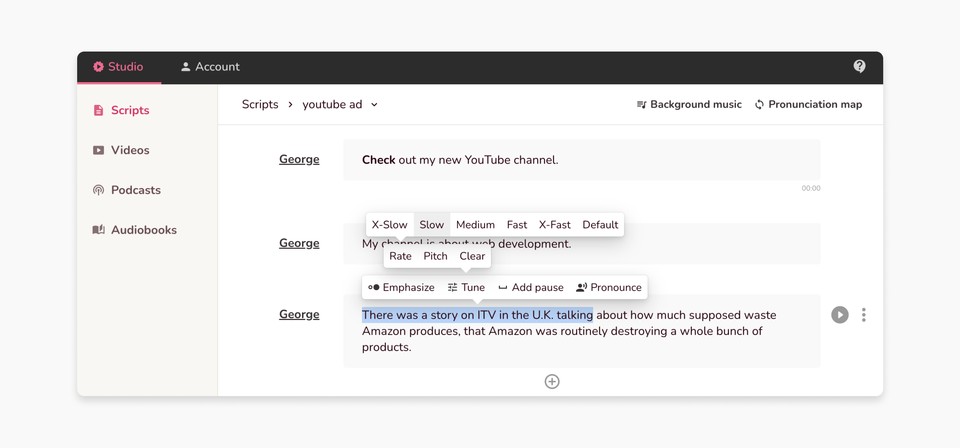 Studio
Account
Scripts
Videos
Podcasts
Audiobooks
Scripts > youtube ad
Background music
Pronunciation map
George
Check out my new YouTube channel.
00:00
X-Slow Slow Medium Fast X-Fast Default
George
My channel is about web development.
Rate Pitch Clear
Emphasize Tune Add pause Pronounce
George
There was a story on ITV in the U.K. talking about how much supposed waste
Amazon produces, that Amazon was routinely destroying a whole bunch of
products.